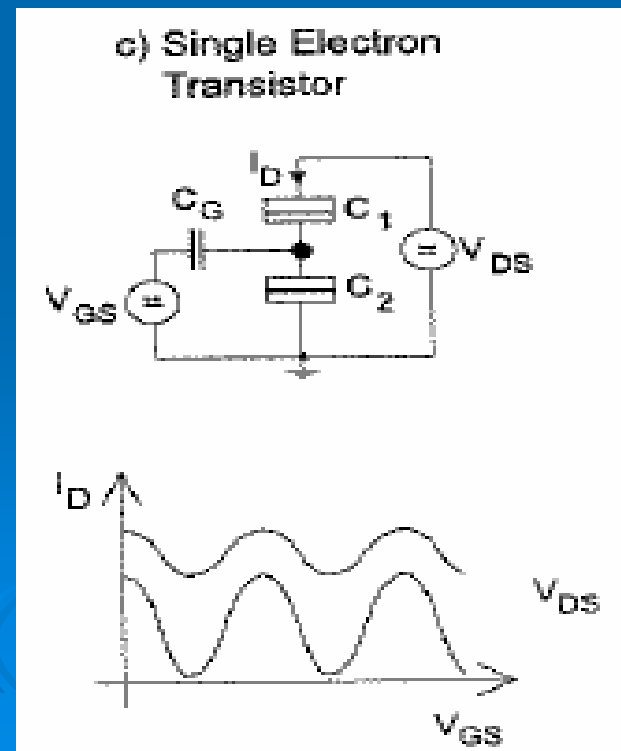 c) Single Electron
Transistor
I_D
C_G
C_1
V_GS
=
=
V_DS
C_2
I_D
V_DS
V_GS